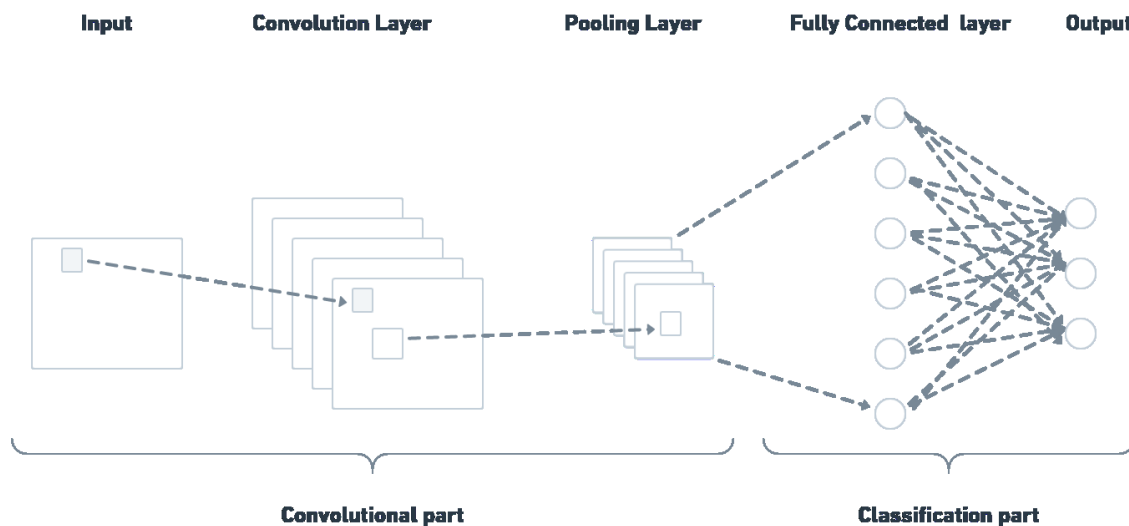 Input
Convolution Layer
Pooling Layer
Fully Connected layer
Output
Convolutional part
Classification part